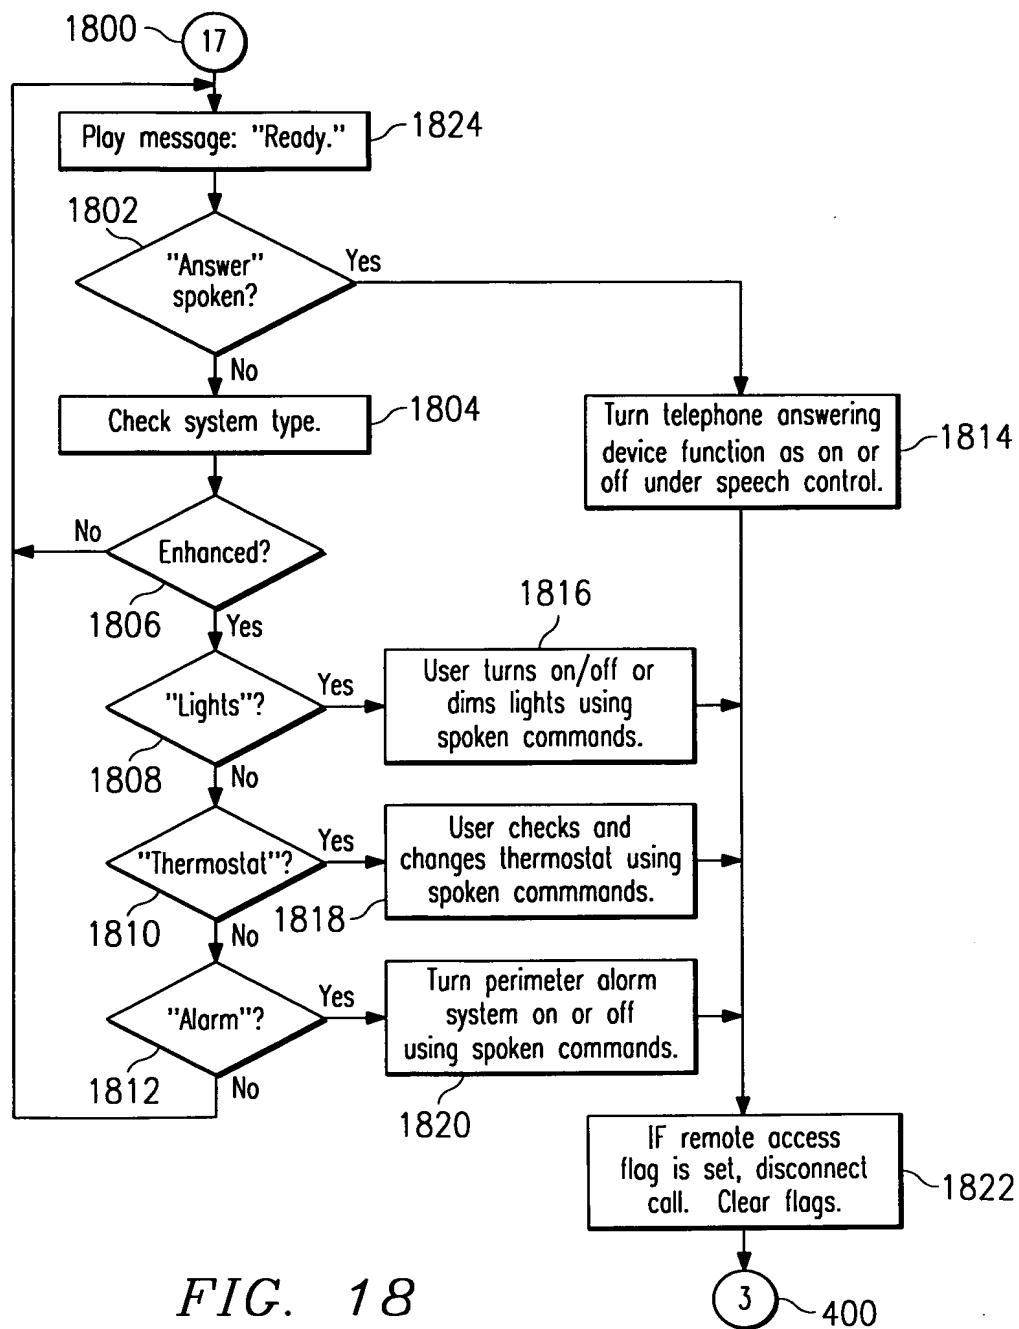 1800
17
Play message: "Ready."
1824
1802
"Answer"
spoken?
Yes
No
Check system type.
1804
Turn telephone answering
device function as on or
off under speech control.
1814
No
Enhanced?
1806
Yes
1816
"Lights"?
Yes
User turns on/off or
dims lights using
spoken commands.
1808
No
"Thermostat"?
Yes
User checks and
changes thermostat using
spoken commmands.
1818
1810
No
"Alarm"?
Yes
Turn perimeter alarm
system on or off
using spoken commands.
1812
No
1820
IF remote access
flag is set, disconnect
call. Clear flags.
1822
3
400
FIG. 18